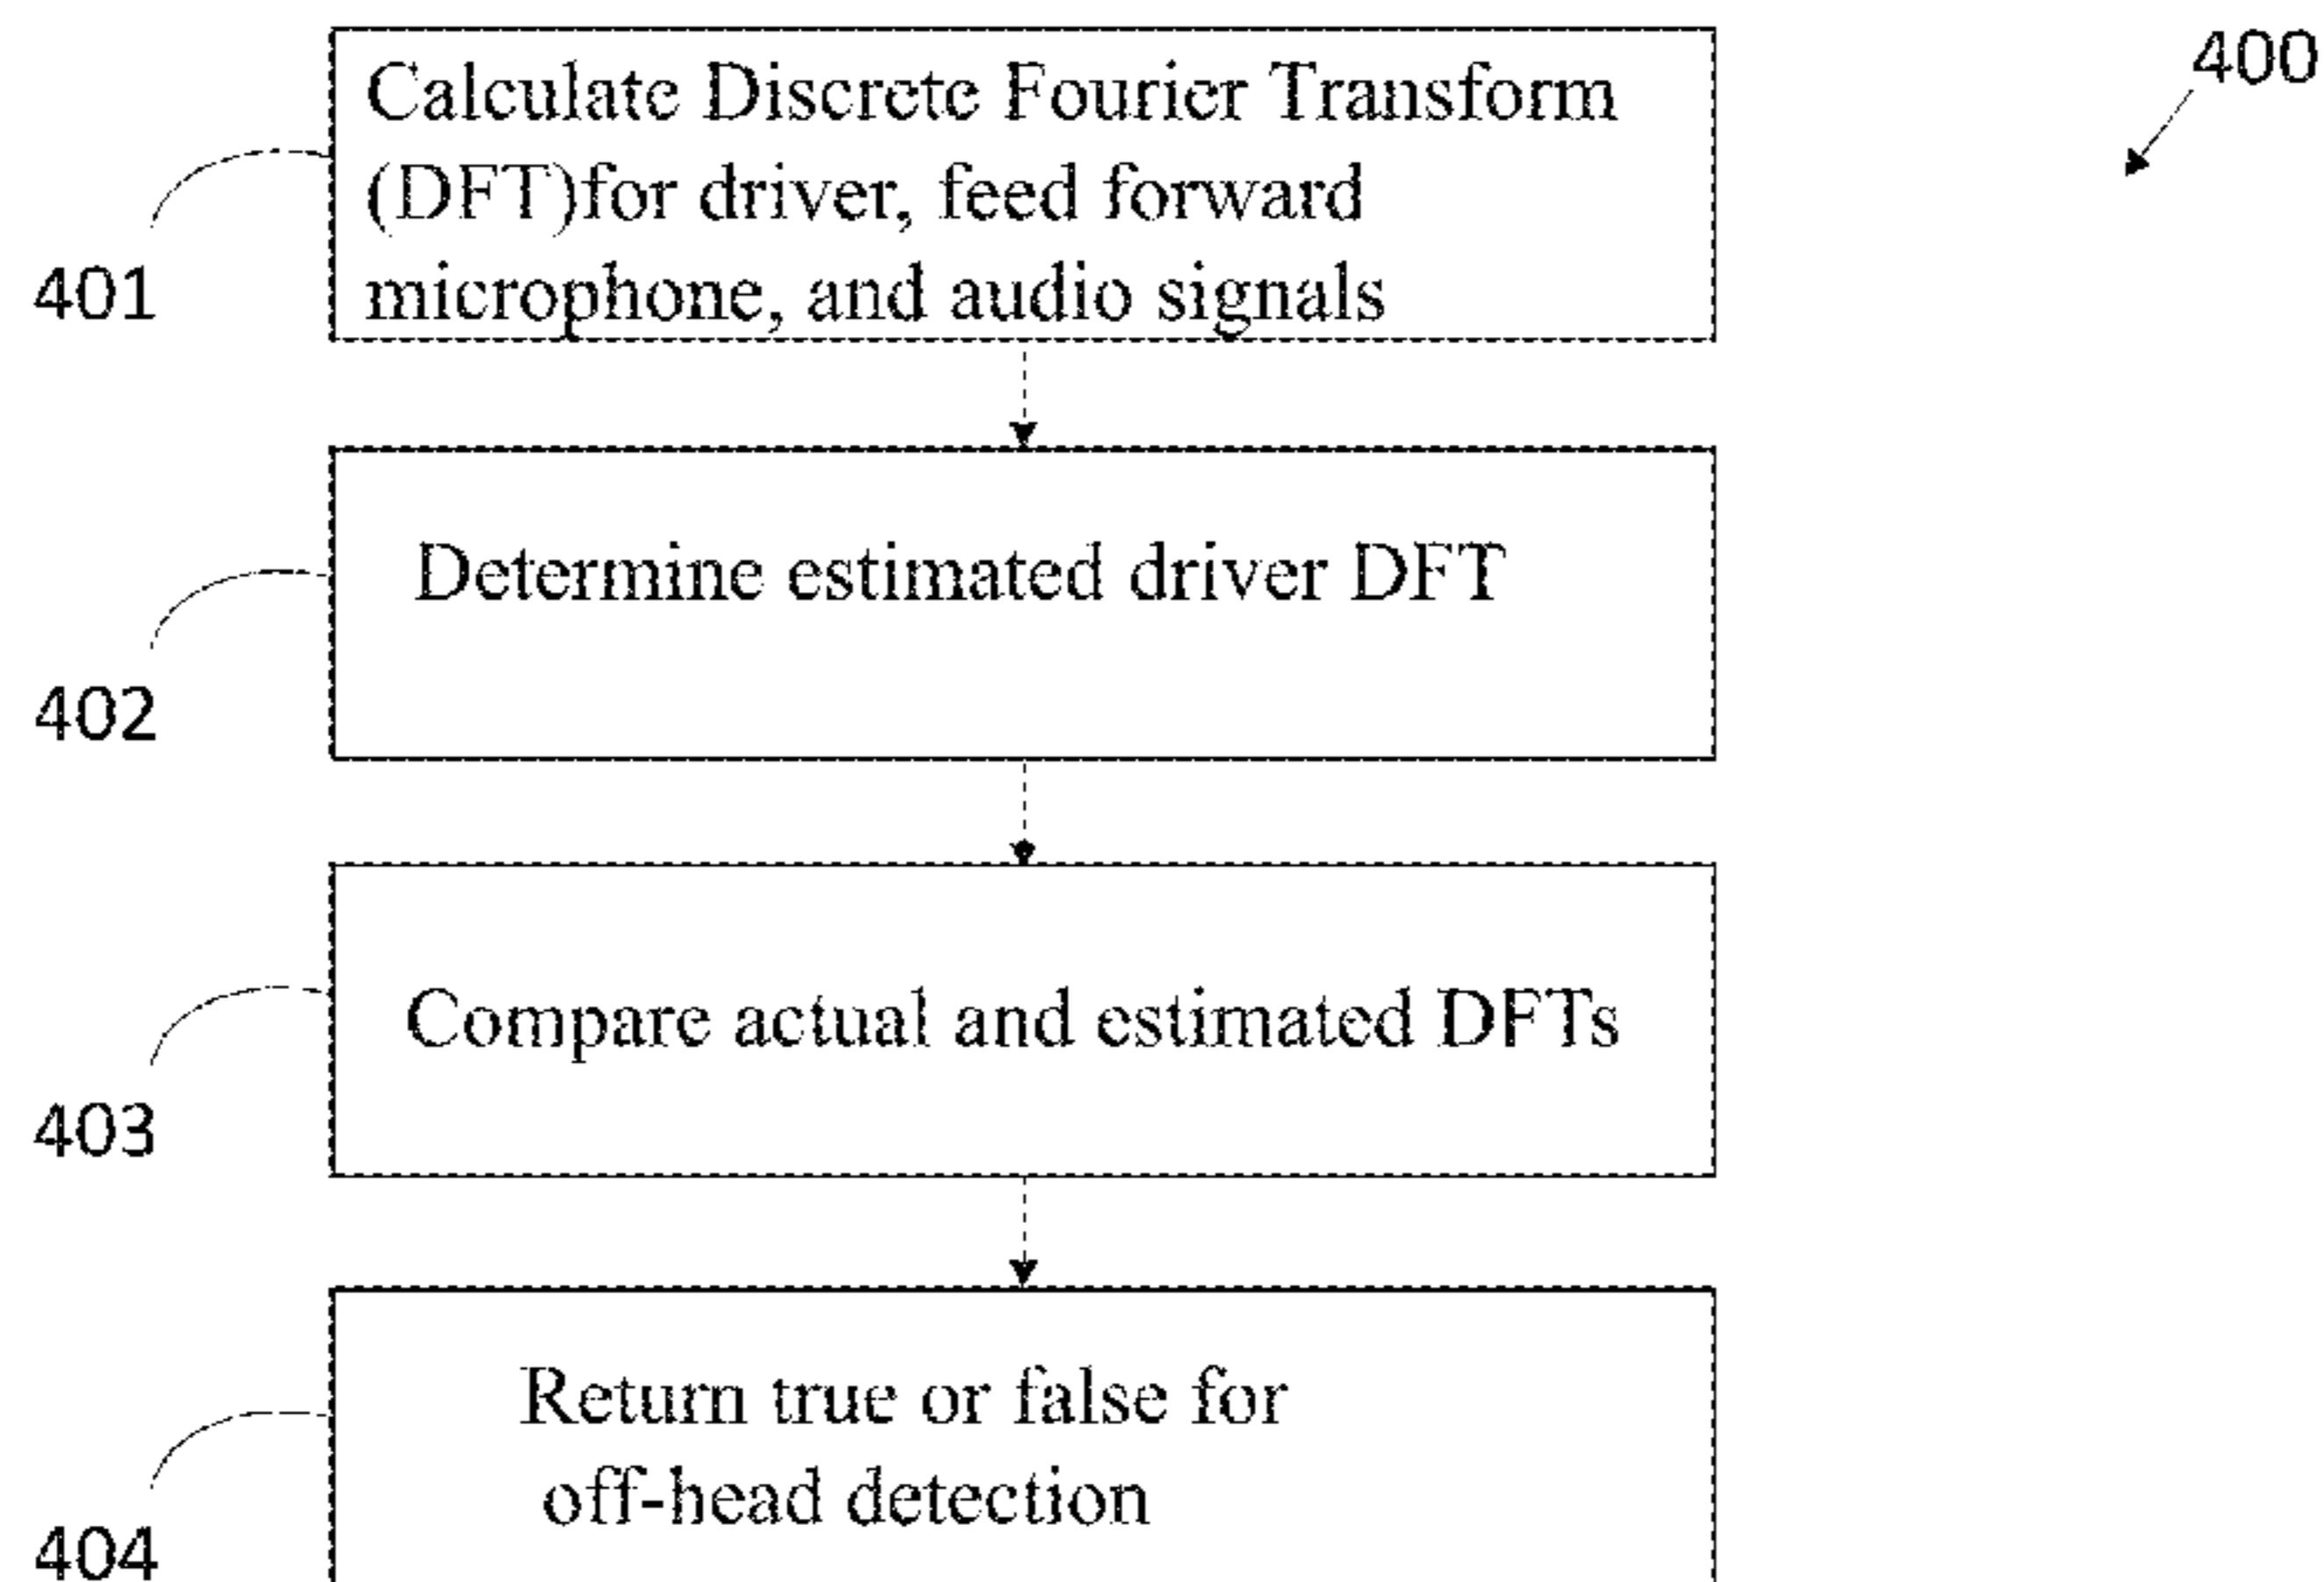 400
Calculate Discrete Fourier Transform
(DFT)for driver, feed forward
microphone, and audio signals
401
Determine estimated driver DFT
402
Compare actual and estimated DFTs
403
Return true or false for
off-head detection
404